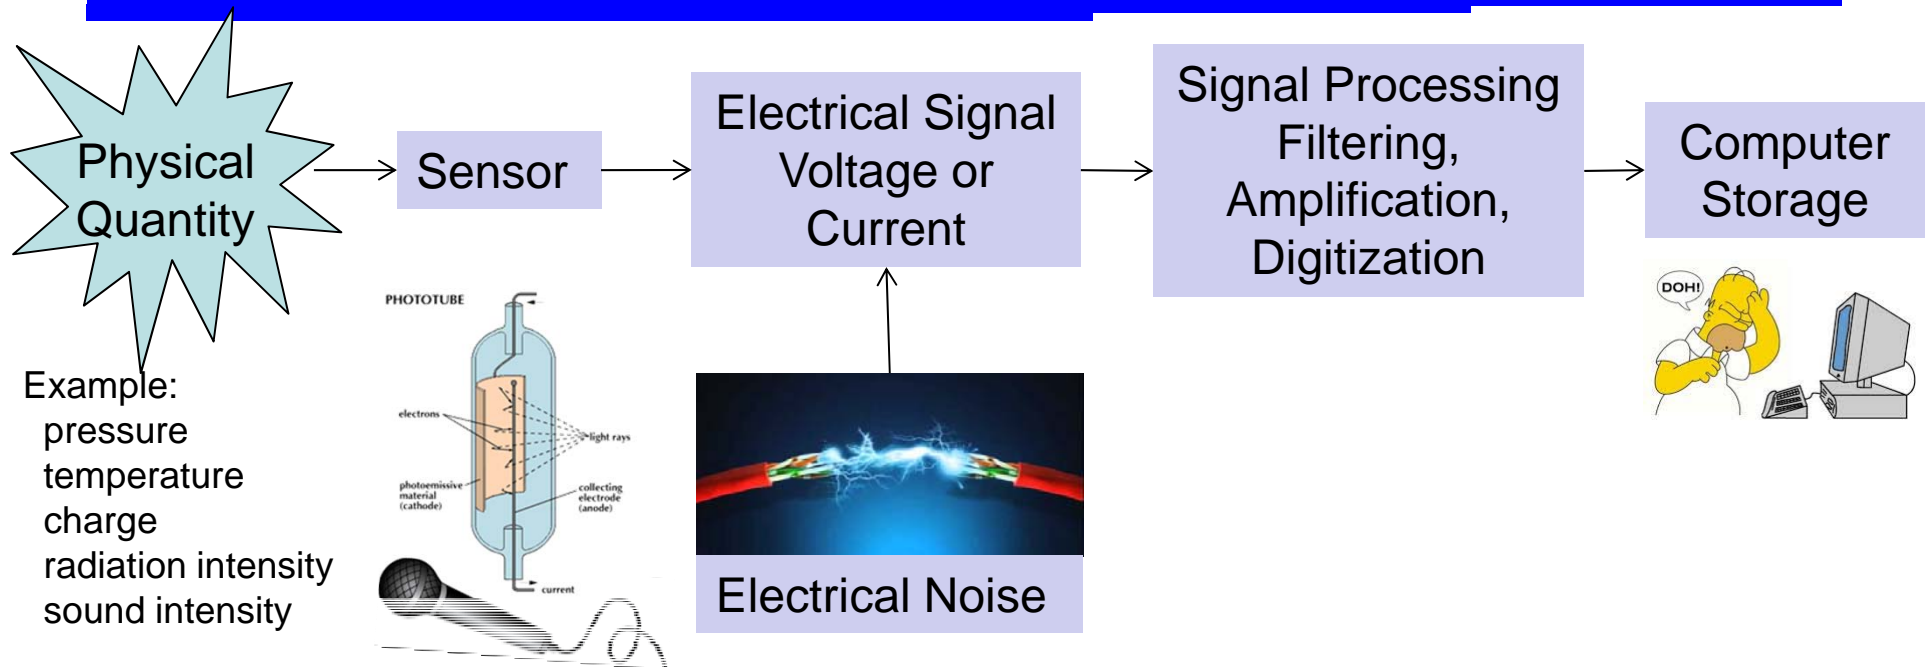 Physical
Quantity
Sensor
Electrical Signal
Voltage or
Current
Signal Processing
Filtering,
Amplification,
Digitization
Computer
Storage
Example:
pressure
temperature
charge
radiation intensity
sound intensity
PHOTOTUBE
electrons
light rays
photoemissive
material
(cathode)
collecting
electrode
(anode)
current
Electrical Noise
DOH!